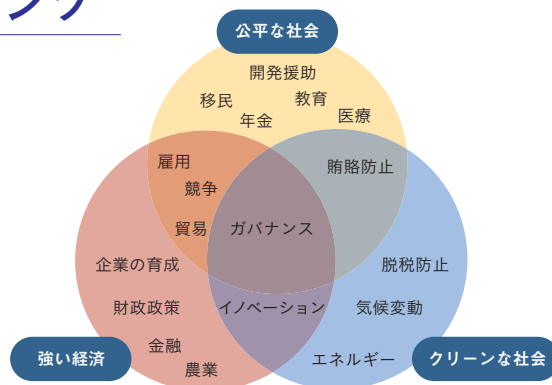 公平な社会
開発援助
移民
教育
年金
医療
雇用
賄賂防止
競争
貿易
ガバナンス
企業の育成
脱税防止
財政政策
イノベーション
気候変動
金融
強い経済
エネルギー
クリーンな社会
農業